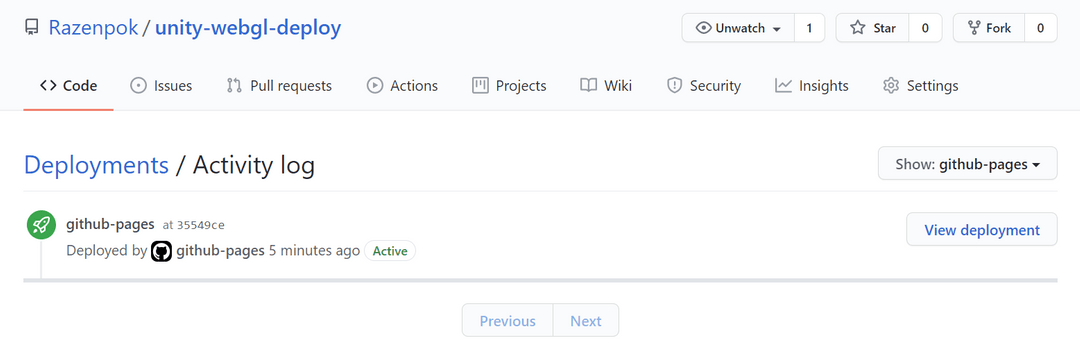 Razenpok / unity-webgl-deploy Unwatch 1 Star 0 Fork 0
Code Issues Pull requests Actions Projects Wiki Security Insights Settings
Deployments / Activity log Show: github-pages
github-pages at 35549ce
Deployed by github-pages 5 minutes ago Active View deployment
Previous Next